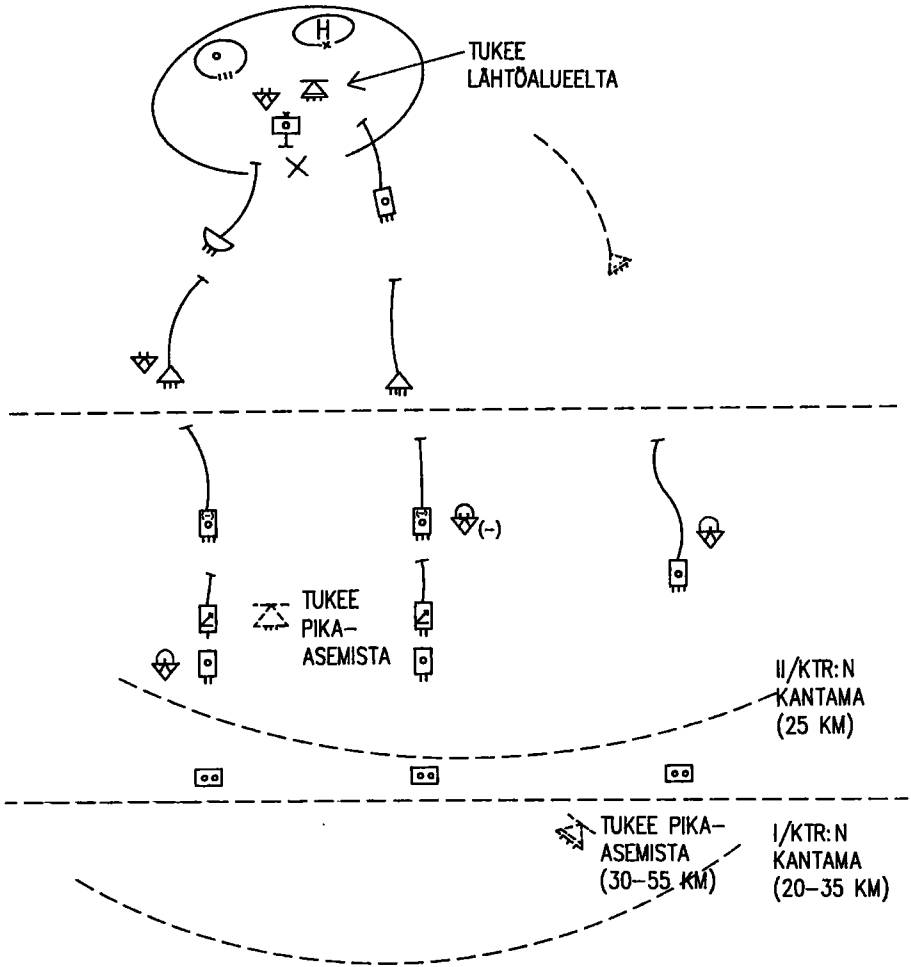 H
TUKEE
LÄHTÖALUEELTA
(-)
TUKEE
PIKA-
ASEMISTA
II/KTR:N
KANTAMA
(25 KM)
TUKEE PIKA-
ASEMISTA
(30-55 KM)
I/KTR:N
KANTAMA
(20-35 KM)